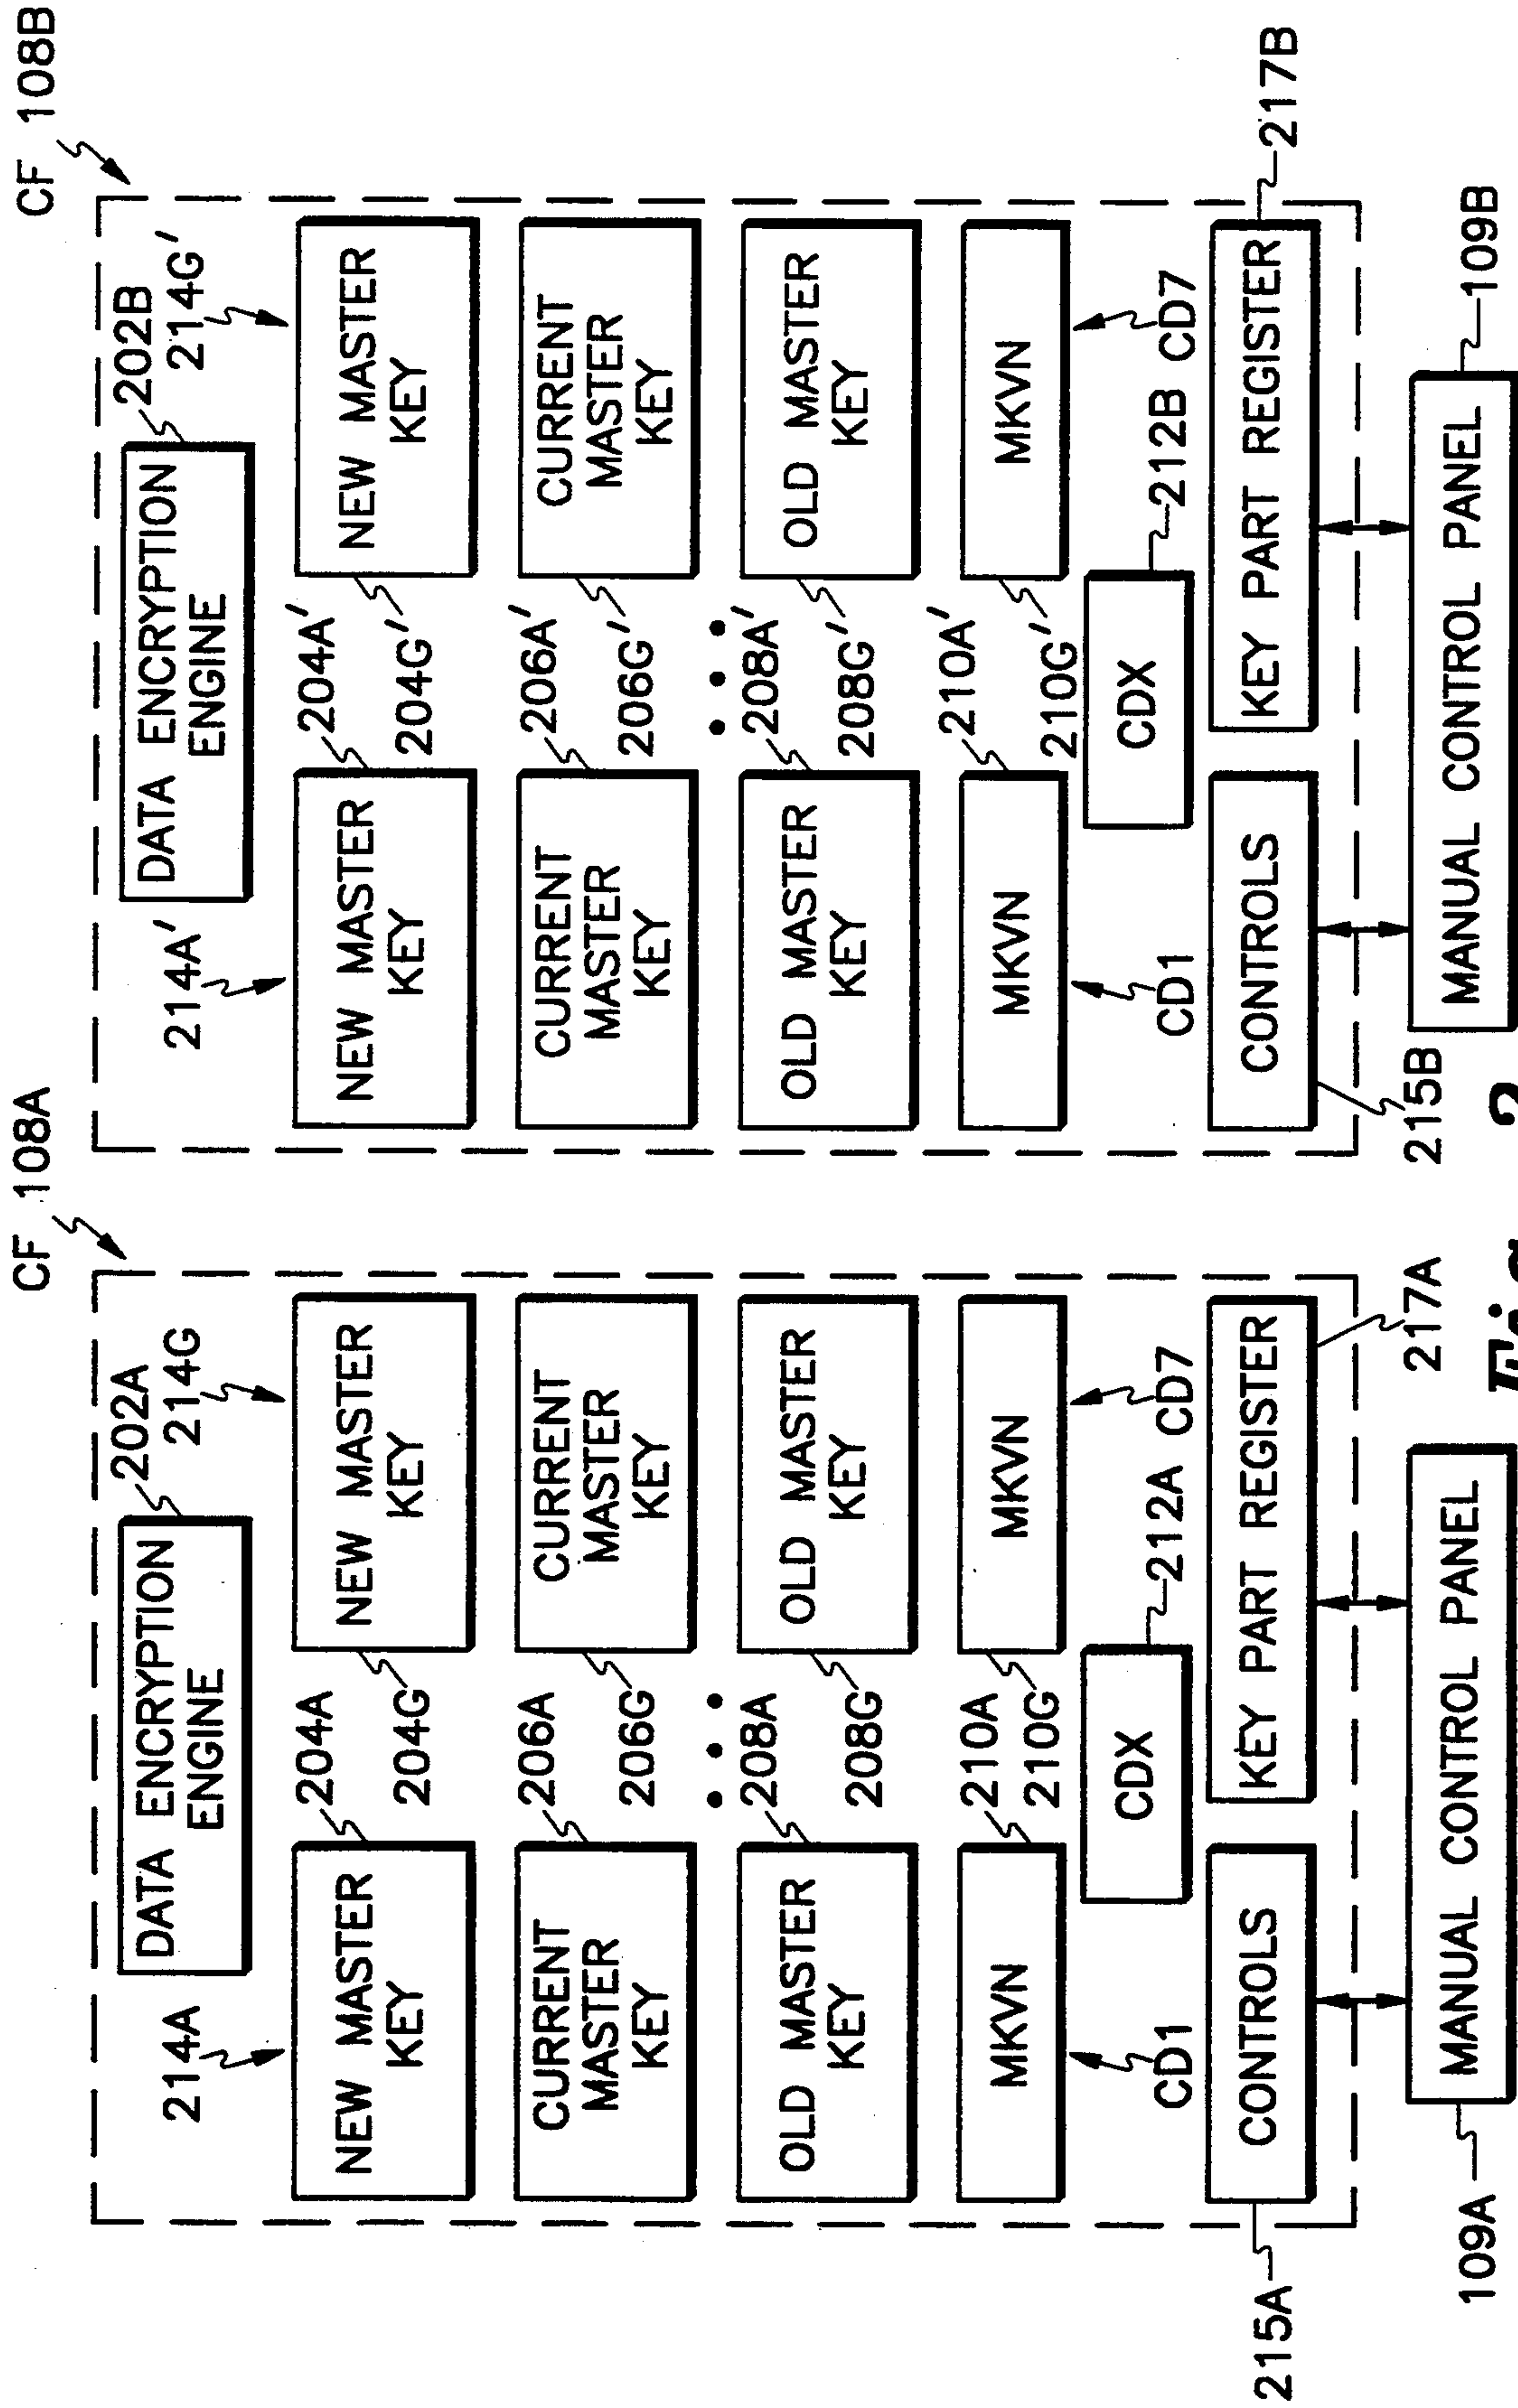 CF 108A
DATA ENCRYPTION
ENGINE
202A
214A
214G
NEW MASTER
KEY
204A
204G
NEW MASTER
KEY
CURRENT
MASTER
KEY
206A
206G
CURRENT
MASTER
KEY
OLD MASTER
KEY
208A
208G
OLD MASTER
KEY
MKVN
210A
210G
MKVN
CD1
CDX
212A
CD7
215A
CONTROLS
KEY PART REGISTER
217A
109A
MANUAL CONTROL PANEL
CF 108B
DATA ENCRYPTION
ENGINE
202B
214A'
214G'
NEW MASTER
KEY
204A'
204G'
NEW MASTER
KEY
CURRENT
MASTER
KEY
206A'
206G'
CURRENT
MASTER
KEY
OLD MASTER
KEY
208A'
208G'
OLD MASTER
KEY
MKVN
210A'
210G'
MKVN
CD1
CDX
212B
CD7
CONTROLS
215B
KEY PART REGISTER
217B
MANUAL CONTROL PANEL
109B